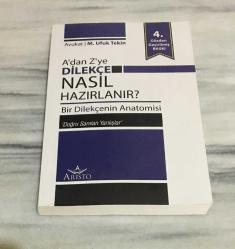 Avukat | M. Ufuk Tekin
4.
Gözden
Geçirilmiş
Baskı
A'dan Z'ye
DİLEKÇE
NASIL
HAZIRLANIR?
Bir Dilekçenin Anatomisi
"Doğru Sanılan Yanlışlar"
ARISTO